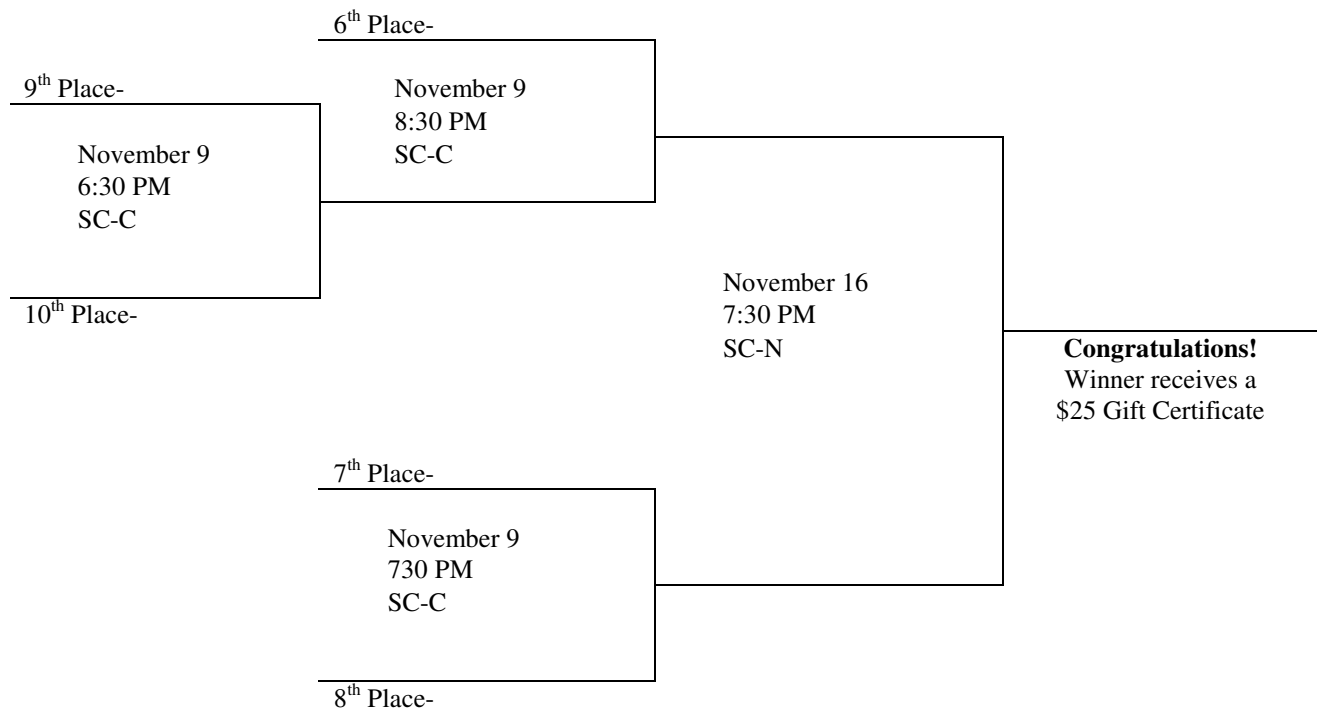 6th Place-
9th Place-
November 9
8:30 PM
SC-C
November 9
6:30 PM
SC-C
10th Place-
November 16
7:30 PM
SC-N
Congratulations!
Winner receives a
$25 Gift Certificate
7th Place-
November 9
730 PM
SC-C
8th Place-